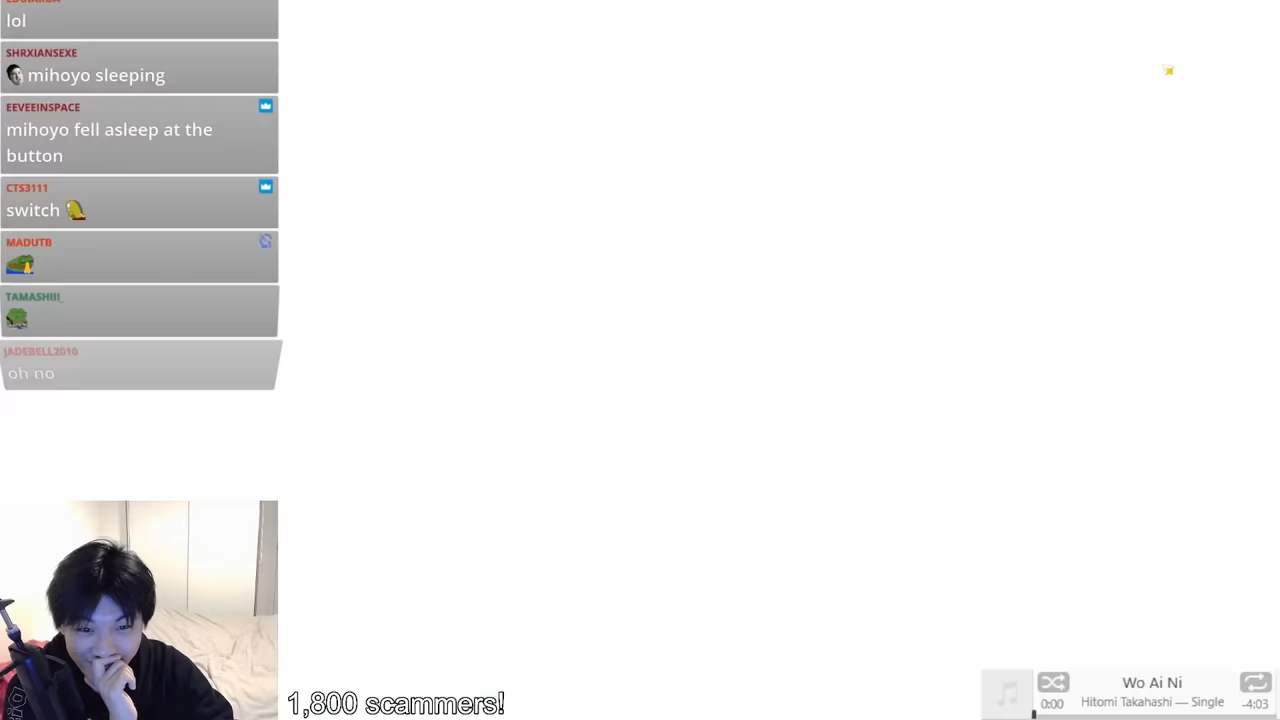 lol
SHRXIANSEXE
mihoyo sleeping
EEVEEINSPACE
mihoyo fell asleep at the
button
CTS3111
switch
MADUTB
TAMASHIII_
JADEBELL2010
oh no
1,800 scammers!
Wo Ai Ni
0:00
Hitomi Takahashi — Single
-4:03